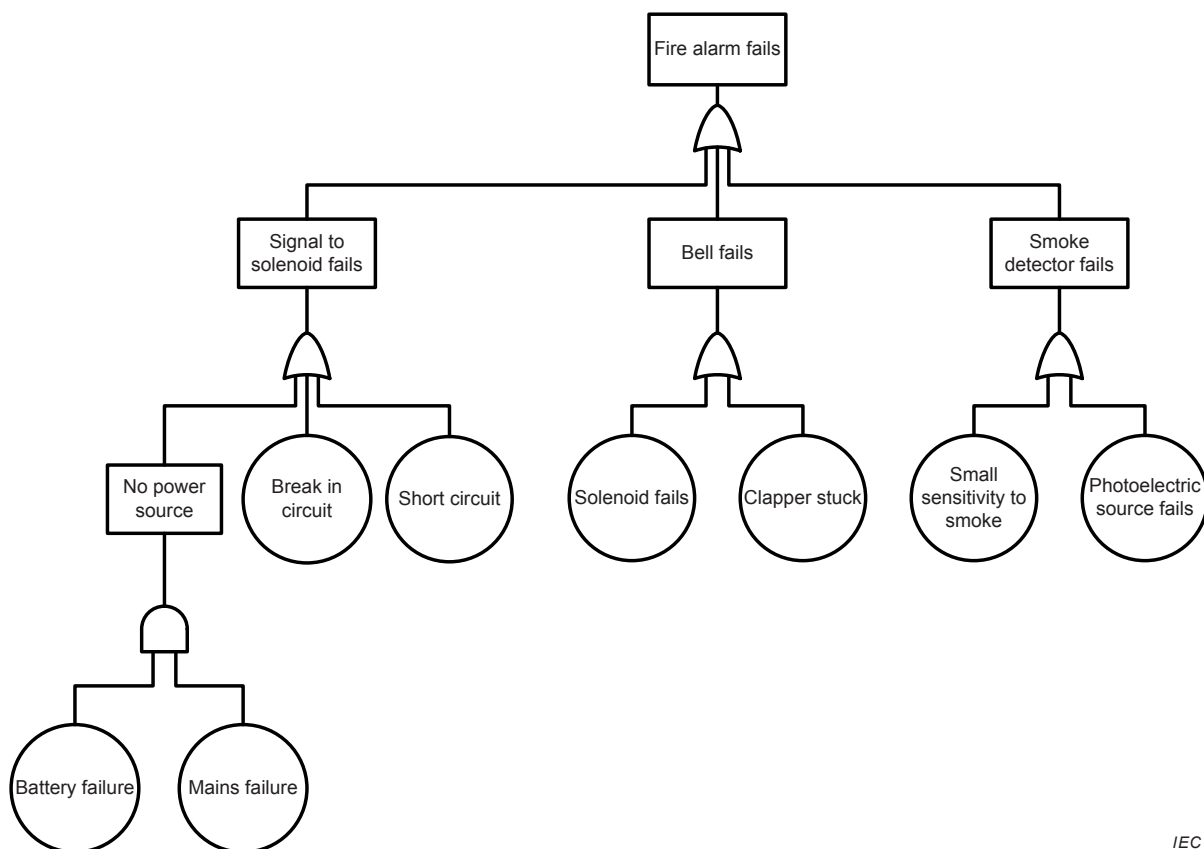 Fire alarm fails
Signal to
solenoid fails
Bell fails
Smoke
detector fails
No power
source
Break in
circuit
Short circuit
Solenoid fails
Clapper stuck
Small
sensitivity to
smoke
Photoelectric
source fails
Battery failure
Mains failure
IEC